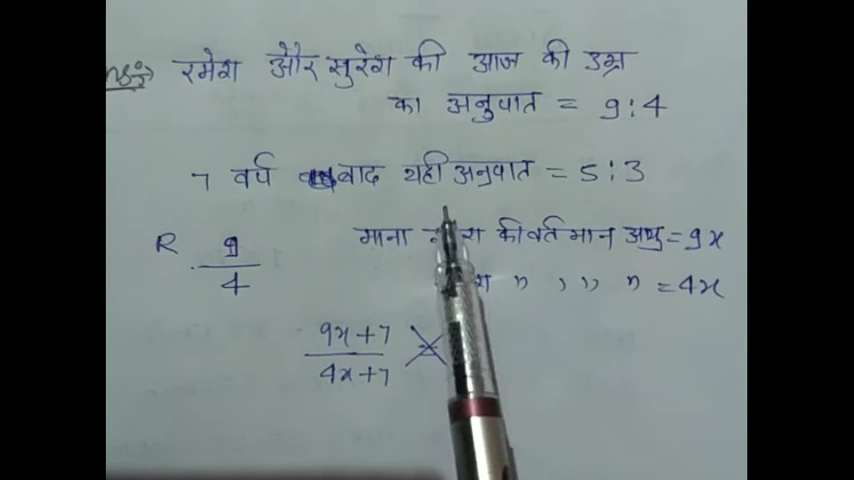 Ans:⇒ रमेश और सुरेश की आज की उम्र
का अनुपात = 9:4
7 वर्ष बाद यही अनुपात = 5:3
R 9/4
माना की वर्तमान आयु = 9x
" , " " = 4x
9x+7
4x+7